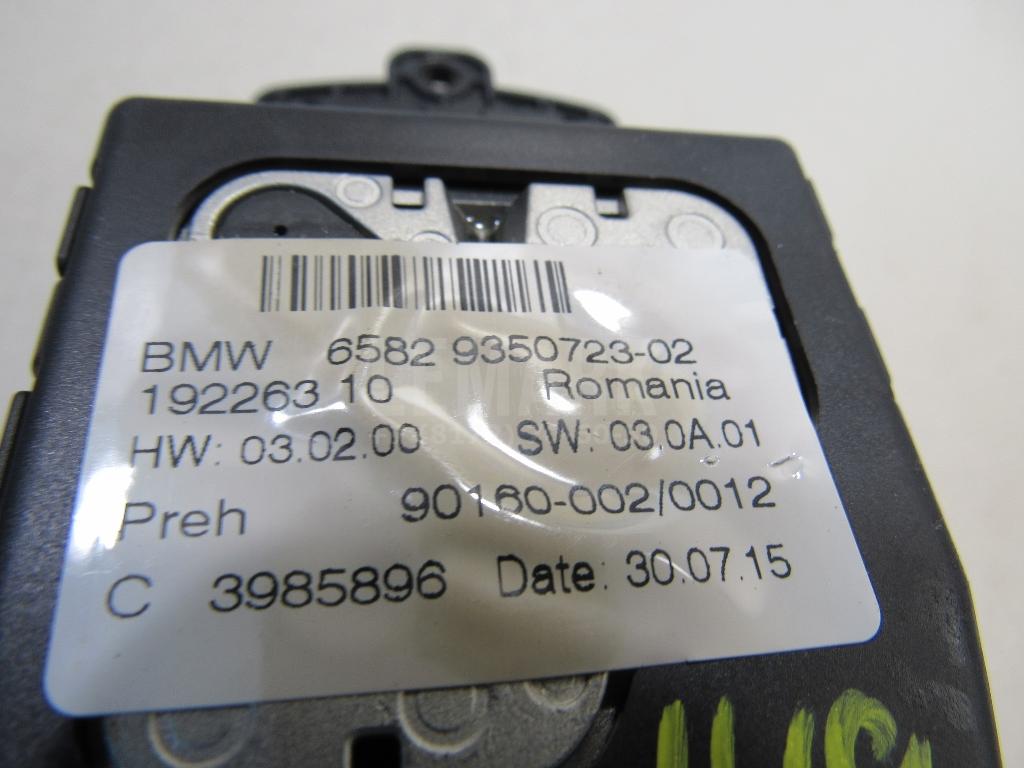 BMW 6582 9350723-02
192263 10 Romania
HW: 03.02.00 SW: 03.0A.01
Preh 90160-002/0012
C 3985896 Date: 30.07.15